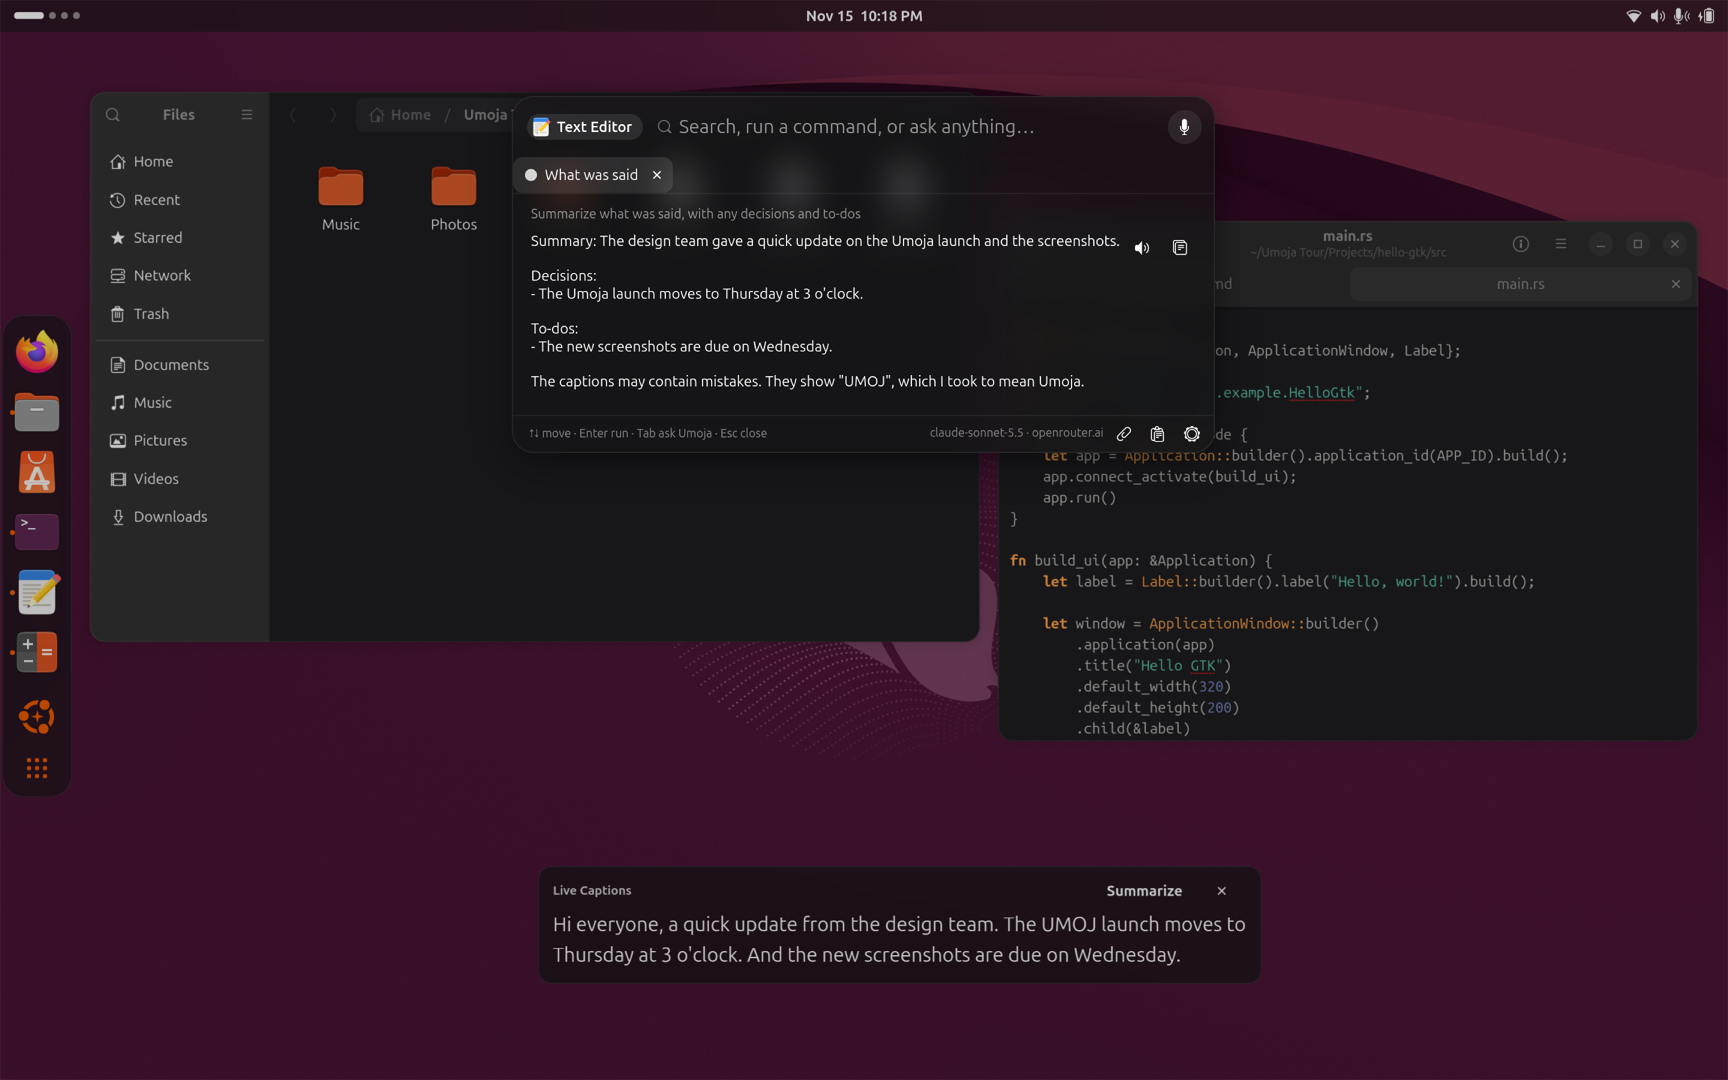 Nov 15 10:18 PM
Files
Home / Umoja
Home
Recent
Starred
Network
Trash
Documents
Music
Pictures
Videos
Downloads
Music
Photos
Text Editor
Search, run a command, or ask anything…
What was said
Summarize what was said, with any decisions and to-dos
Summary: The design team gave a quick update on the Umoja launch and the screenshots.
Decisions:
- The Umoja launch moves to Thursday at 3 o'clock.
To-dos:
- The new screenshots are due on Wednesday.
The captions may contain mistakes. They show "UMOJ", which I took to mean Umoja.
↑↓ move · Enter run · Tab ask Umoja · Esc close
claude-sonnet-5.5 · openrouter.ai
main.rs
~/Umoja Tour/Projects/hello-gtk/src
md
main.rs
on, ApplicationWindow, Label};
.example.HelloGtk";
de {
let app = Application::builder().application_id(APP_ID).build();
app.connect_activate(build_ui);
app.run()
}
fn build_ui(app: &Application) {
let label = Label::builder().label("Hello, world!").build();
let window = ApplicationWindow::builder()
.application(app)
.title("Hello GTK")
.default_width(320)
.default_height(200)
.child(&label)
Live Captions
Summarize
Hi everyone, a quick update from the design team. The UMOJ launch moves to
Thursday at 3 o'clock. And the new screenshots are due on Wednesday.